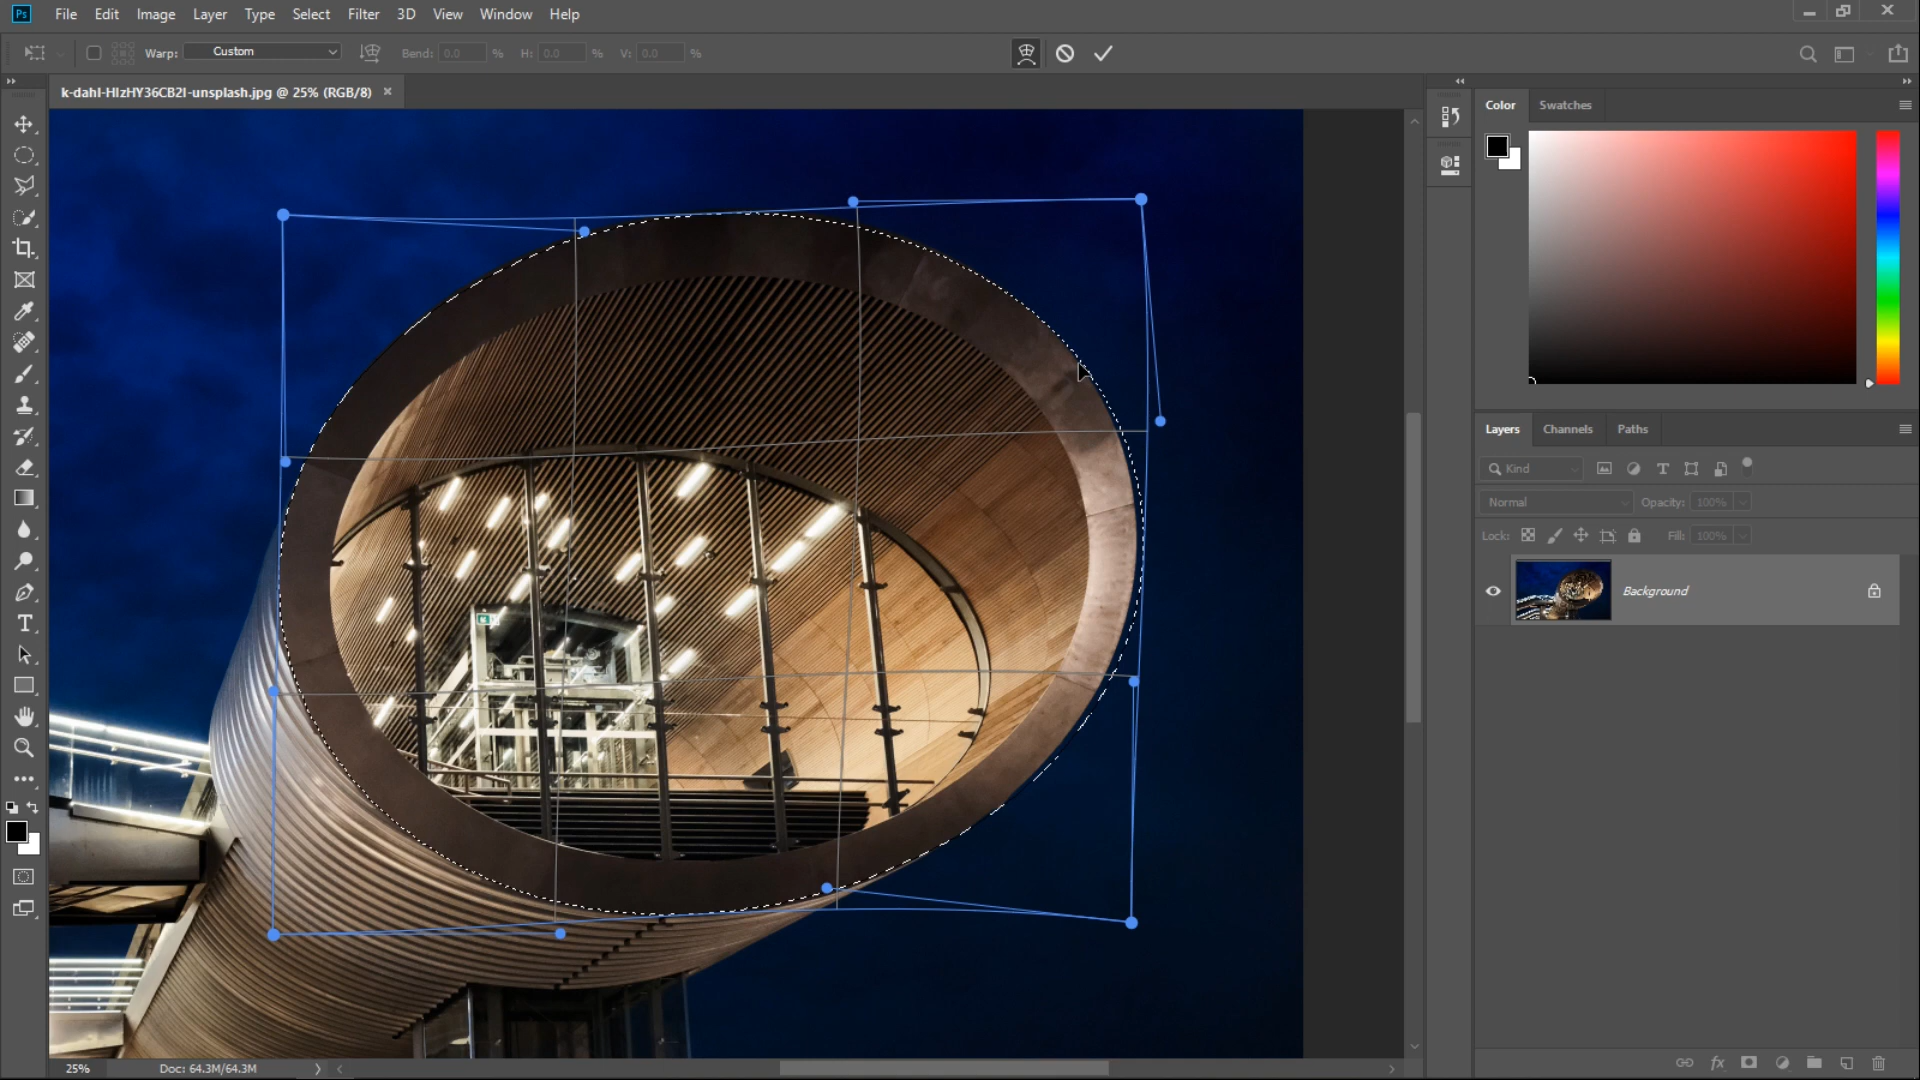 Ps File Edit Image Layer Type Select Filter 3D View Window Help
Warp: Custom Bend: 0.0 % H: 0.0 % V: 0.0 %
k-dahl-HlzHY36CB2I-unsplash.jpg @ 25% (RGB/8)
Color Swatches
Layers Channels Paths
Kind
Normal Opacity: 100%
Lock: Fill: 100%
Background
25% Doc: 64.3M/64.3M